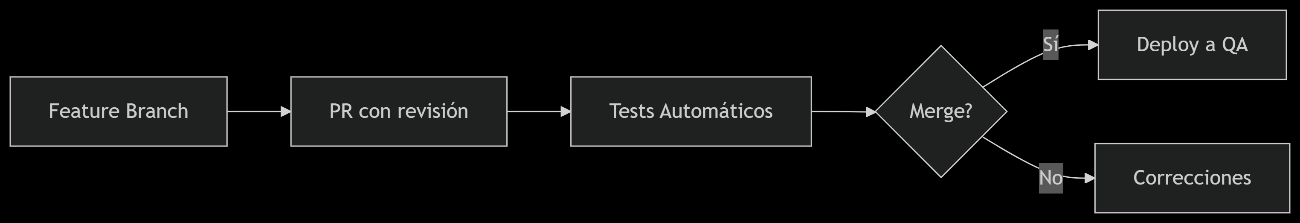 Feature Branch
PR con revisión
Tests Automáticos
Merge?
Sí
Deploy a QA
No
Correcciones